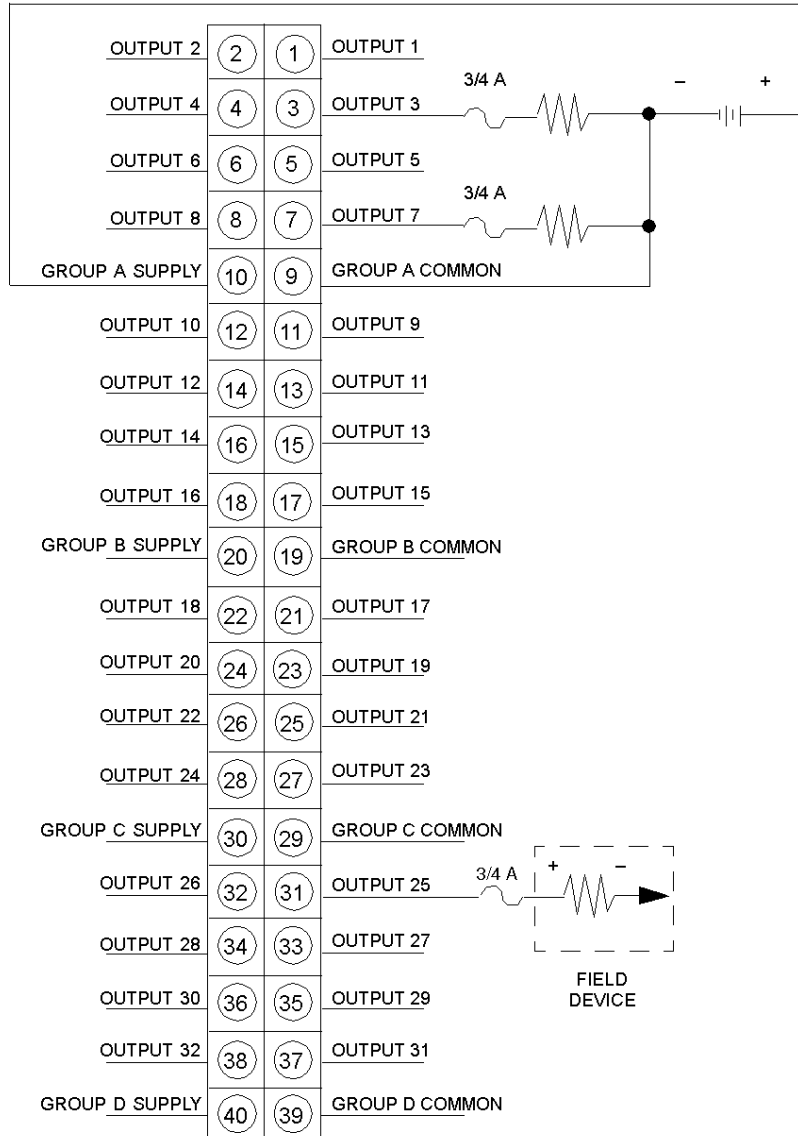 OUTPUT 2 2 1 OUTPUT 1
3/4 A - +
OUTPUT 4 4 3 OUTPUT 3
OUTPUT 6 6 5 OUTPUT 5
3/4 A
OUTPUT 8 8 7 OUTPUT 7
GROUP A SUPPLY 10 9 GROUP A COMMON
OUTPUT 10 12 11 OUTPUT 9
OUTPUT 12 14 13 OUTPUT 11
OUTPUT 14 16 15 OUTPUT 13
OUTPUT 16 18 17 OUTPUT 15
GROUP B SUPPLY 20 19 GROUP B COMMON
OUTPUT 18 22 21 OUTPUT 17
OUTPUT 20 24 23 OUTPUT 19
OUTPUT 22 26 25 OUTPUT 21
OUTPUT 24 28 27 OUTPUT 23
GROUP C SUPPLY 30 29 GROUP C COMMON
3/4 A + -
OUTPUT 26 32 31 OUTPUT 25
OUTPUT 28 34 33 OUTPUT 27
FIELD
DEVICE
OUTPUT 30 36 35 OUTPUT 29
OUTPUT 32 38 37 OUTPUT 31
GROUP D SUPPLY 40 39 GROUP D COMMON